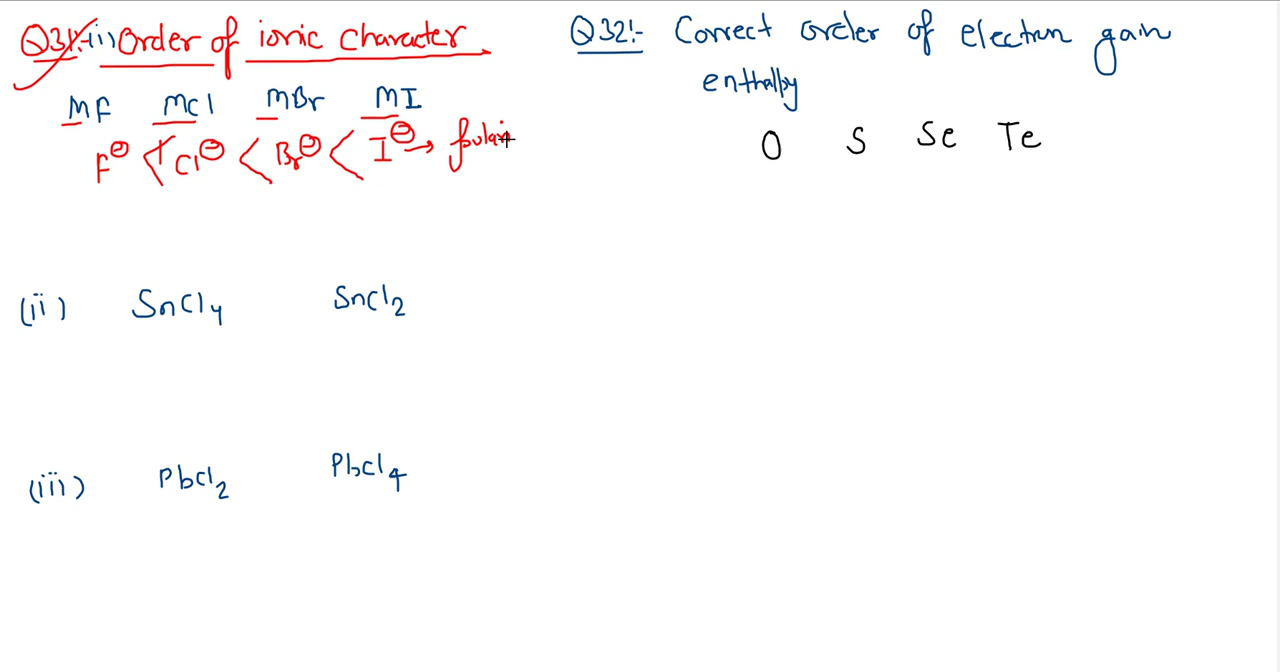 Q31:-(i) Order of ionic character
MF MCl MBr MI
F⊖ < Cl⊖ < Br⊖ < I⊖ →
(ii) SnCl4 SnCl2
(iii) PbCl2 PbCl4
Q32:- Correct order of electron gain
enthalpy
O S Se Te